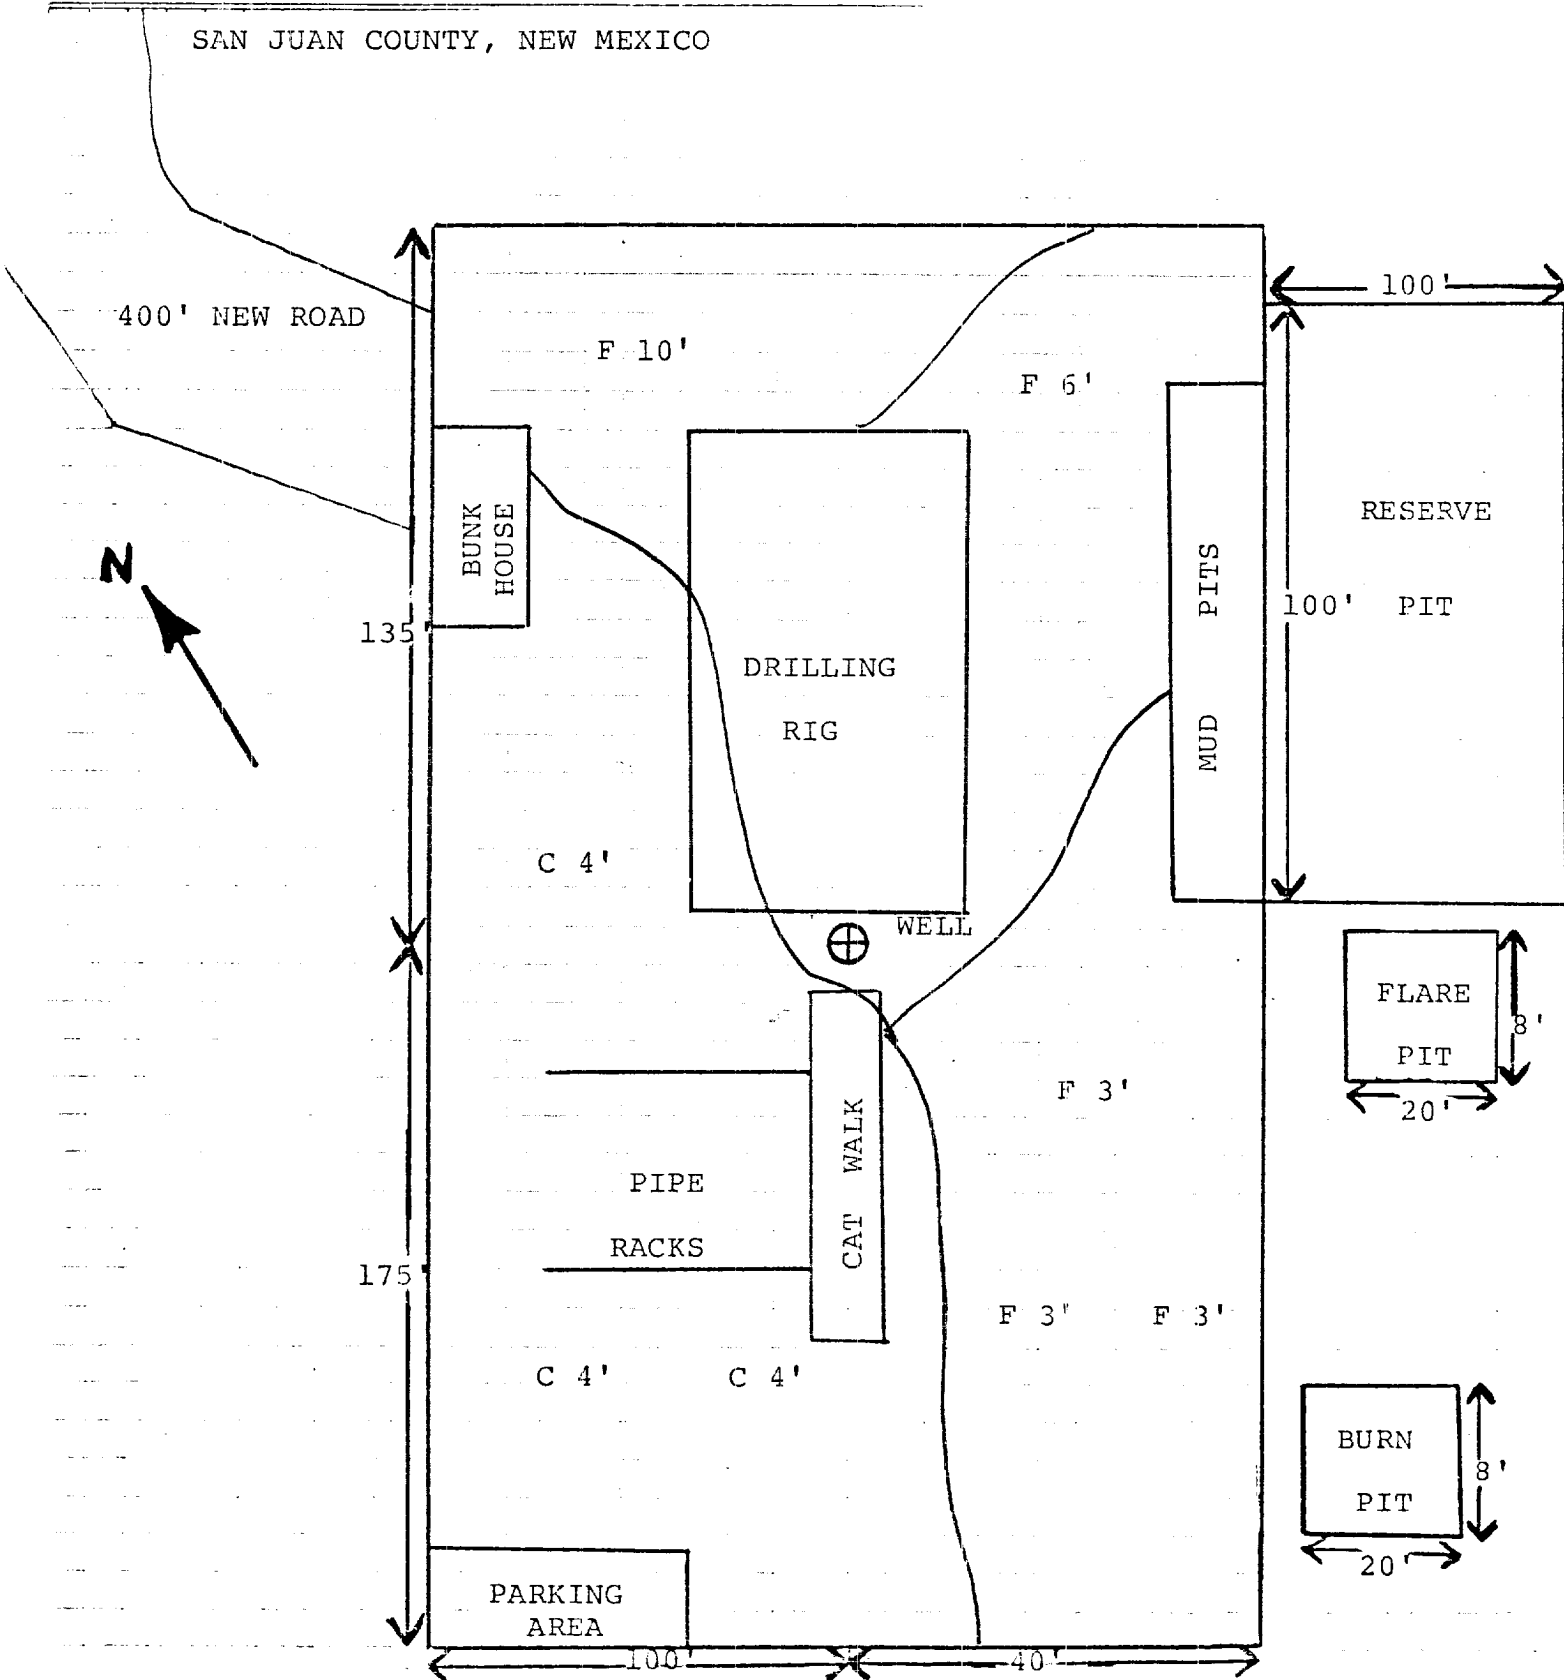 SAN JUAN COUNTY, NEW MEXICO
100'
400' NEW ROAD
F 10'
F 6'
RESERVE
PIT
100'
BUNK
HOUSE
MUD PITS
N
135'
DRILLING
RIG
C 4'
WELL
FLARE
PIT
8'
20'
F 3'
CAT WALK
PIPE
RACKS
175'
F 3'
F 3'
C 4'
C 4'
BURN
PIT
8'
20'
PARKING
AREA
100'
40'